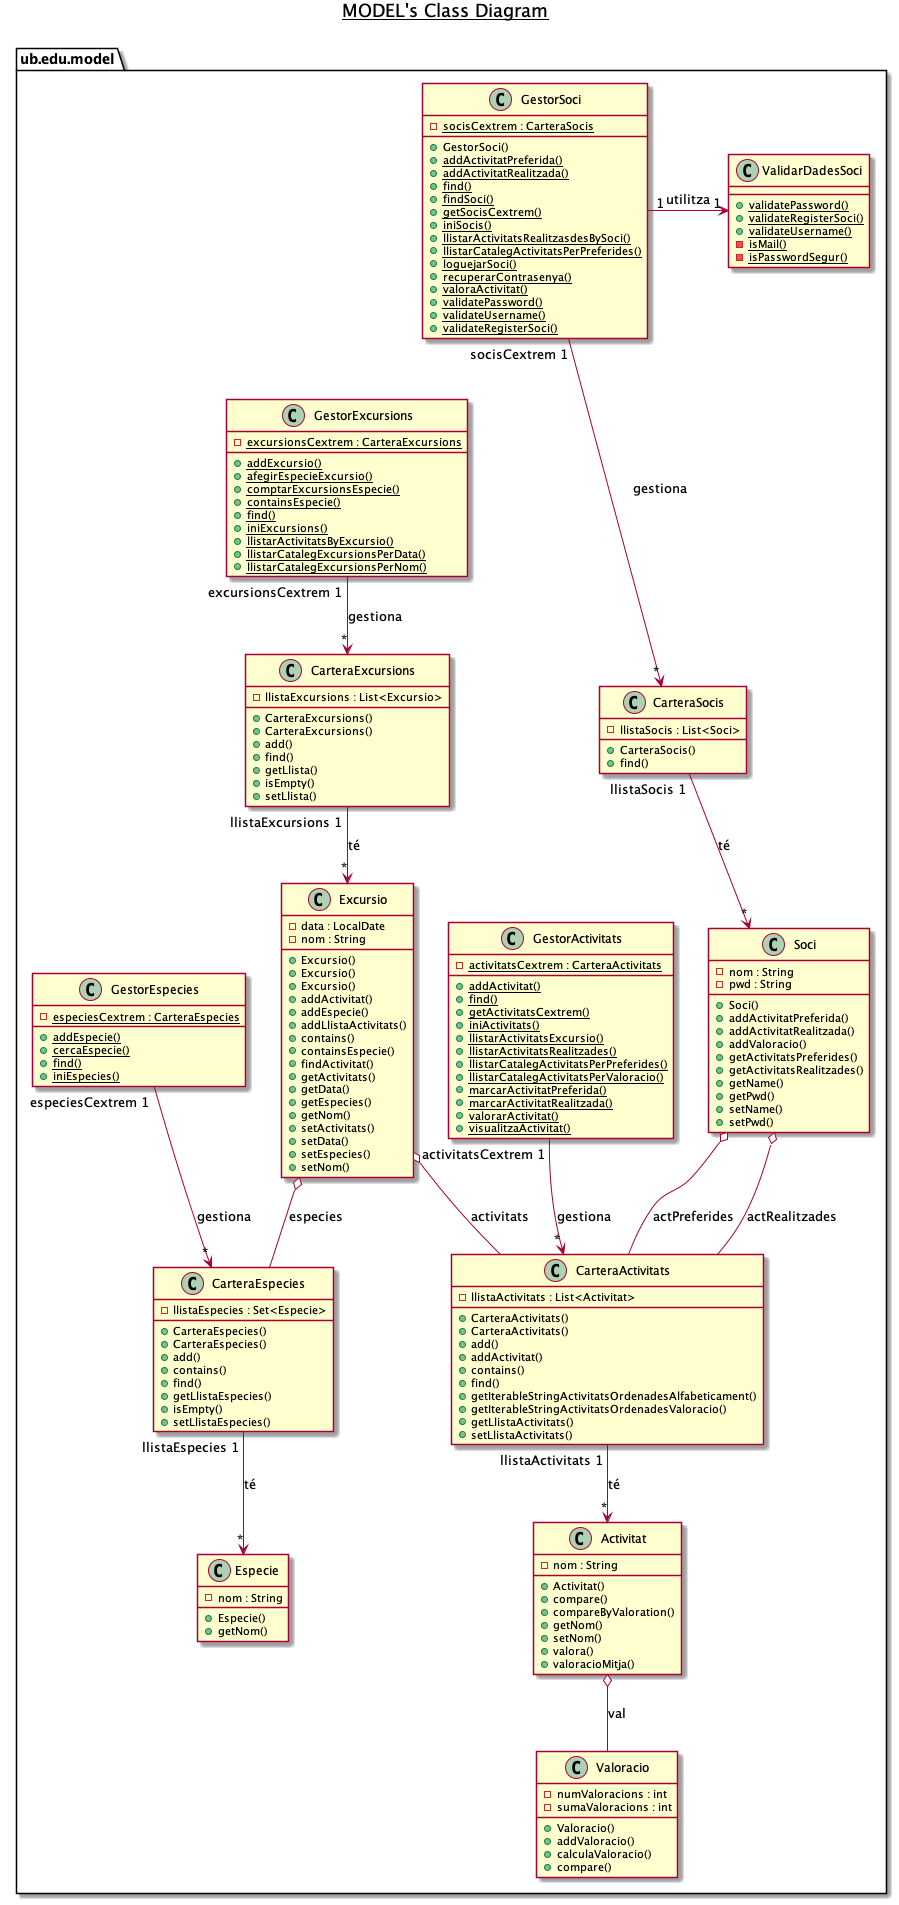 MODEL's Class Diagram
ub.edu.model
C GestorSoci
socisCextrem : CarteraSocis
GestorSoci()
addActivitatPreferida()
addActivitatRealitzada()
find()
findSoci()
getSocisCextrem()
iniSocis()
llistarActivitatsRealitzasdesBySoci()
llistarCatalegActivitatsPerPreferides()
loguejarSoci()
recuperarContrasenya()
valoraActivitat()
validatePassword()
validateUsername()
validateRegisterSoci()
1 utilitza 1
C ValidarDadesSoci
validatePassword()
validateRegisterSoci()
validateUsername()
isMail()
isPasswordSegur()
socisCextrem 1
gestiona
*
C GestorExcursions
excursionsCextrem : CarteraExcursions
addExcursio()
afegirEspecieExcursio()
comptarExcursionsEspecie()
containsEspecie()
find()
iniExcursions()
llistarActivitatsByExcursio()
llistarCatalegExcursionsPerData()
llistarCatalegExcursionsPerNom()
excursionsCextrem 1
gestiona
*
C CarteraExcursions
llistaExcursions : List<Excursio>
CarteraExcursions()
CarteraExcursions()
add()
find()
getLlista()
isEmpty()
setLlista()
llistaExcursions 1
té
*
C CarteraSocis
llistaSocis : List<Soci>
CarteraSocis()
find()
llistaSocis 1
té
*
C Excursio
data : LocalDate
nom : String
Excursio()
Excursio()
Excursio()
addActivitat()
addEspecie()
addLlistaActivitats()
contains()
containsEspecie()
findActivitat()
getActivitats()
getData()
getEspecies()
getNom()
setActivitats()
setData()
setEspecies()
setNom()
C GestorActivitats
activitatsCextrem : CarteraActivitats
addActivitat()
find()
getActivitatsCextrem()
iniActivitats()
llistarActivitatsExcursio()
llistarActivitatsRealitzades()
llistarCatalegActivitatsPerPreferides()
llistarCatalegActivitatsPerValoracio()
marcarActivitatPreferida()
marcarActivitatRealitzada()
valorarActivitat()
visualitzaActivitat()
C Soci
nom : String
pwd : String
Soci()
addActivitatPreferida()
addActivitatRealitzada()
addValoracio()
getActivitatsPreferides()
getActivitatsRealitzades()
getName()
getPwd()
setName()
setPwd()
C GestorEspecies
especiesCextrem : CarteraEspecies
addEspecie()
cercaEspecie()
find()
iniEspecies()
especiesCextrem 1
gestiona
*
especies
activitats
activitatsCextrem 1
gestiona
*
actPreferides
actRealitzades
C CarteraEspecies
llistaEspecies : Set<Especie>
CarteraEspecies()
CarteraEspecies()
add()
contains()
find()
getLlistaEspecies()
isEmpty()
setLlistaEspecies()
llistaEspecies 1
té
*
C CarteraActivitats
llistaActivitats : List<Activitat>
CarteraActivitats()
CarteraActivitats()
add()
addActivitat()
contains()
find()
getIterableStringActivitatsOrdenadesAlfabeticament()
getIterableStringActivitatsOrdenadesValoracio()
getLlistaActivitats()
setLlistaActivitats()
llistaActivitats 1
té
*
C Especie
nom : String
Especie()
getNom()
C Activitat
nom : String
Activitat()
compare()
compareByValoration()
getNom()
setNom()
valora()
valoracioMitja()
val
C Valoracio
numValoracions : int
sumaValoracions : int
Valoracio()
addValoracio()
calculaValoracio()
compare()